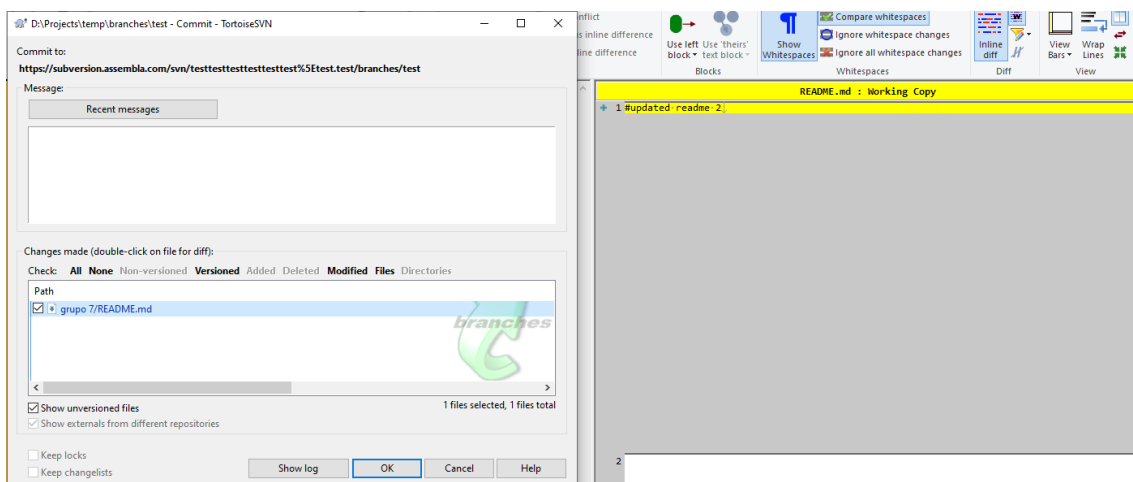 D:\Projects\temp\branches\test - Commit - TortoiseSVN
Commit to:
https://subversion.assembla.com/svn/testtesttesttesttesttest%5Etest.test/branches/test
Message:
Recent messages
Changes made (double-click on file for diff):
Check: All None Non-versioned Versioned Added Deleted Modified Files Directories
Path
grupo 7/README.md
branches
Show unversioned files
1 files selected, 1 files total
Show externals from different repositories
Keep locks
Keep changelists
Show log
OK
Cancel
Help
inline difference
line difference
Use left block
Use 'theirs' text block
Blocks
Show Whitespaces
Compare whitespaces
Ignore whitespace changes
Ignore all whitespace changes
Whitespaces
Inline diff
W
H
Diff
View Bars
Wrap Lines
View
README.md : Working Copy
1 #updated·readme·2
2